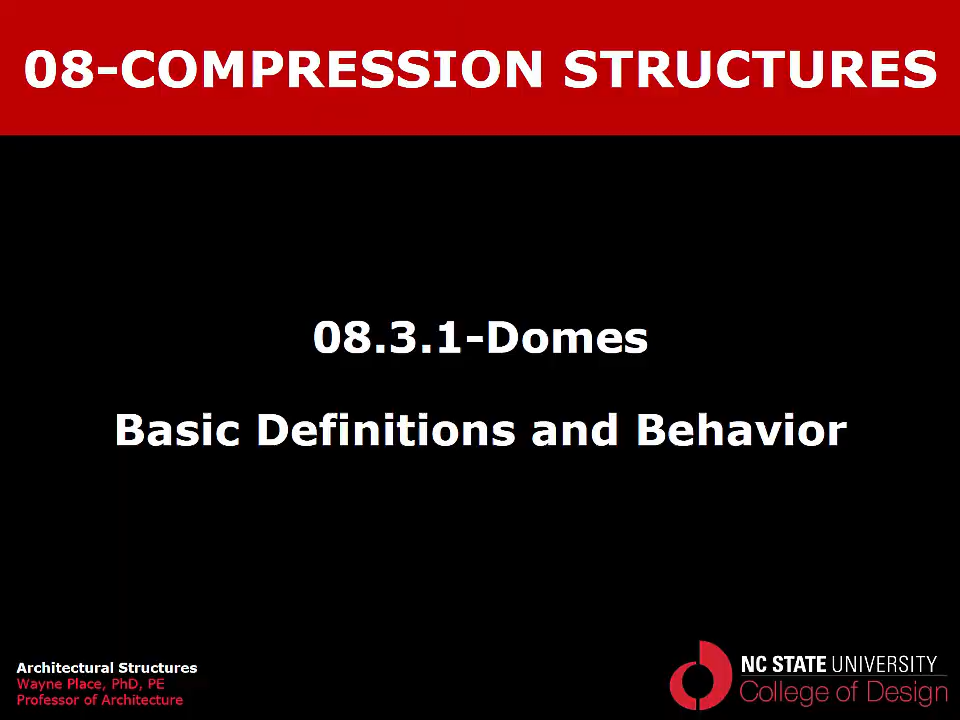 08-COMPRESSION STRUCTURES
08.3.1-Domes
Basic Definitions and Behavior
Architectural Structures
Wayne Place, PhD, PE
Professor of Architecture
NC STATE UNIVERSITY
College of Design